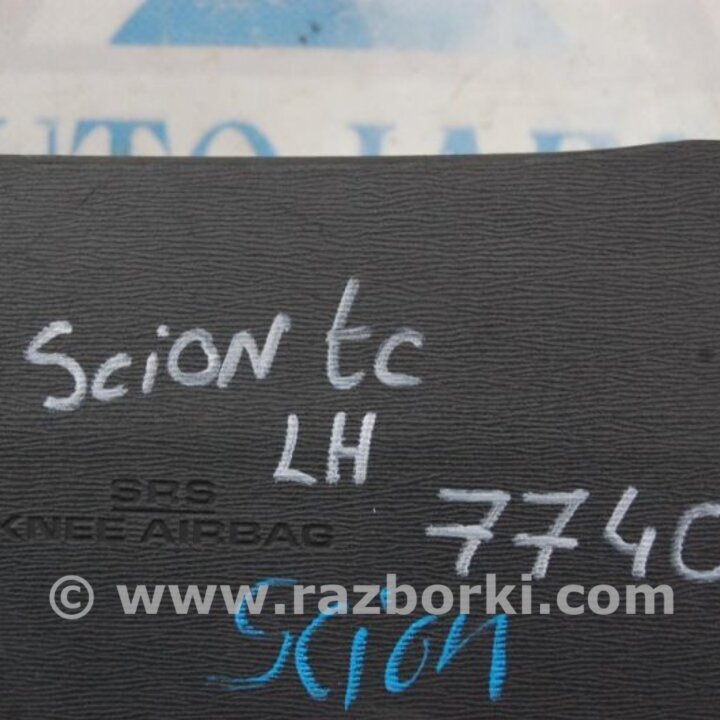 Scion tc
LH
SRS
KNEE AIRBAG
7740
© www.razborki.com
Scion